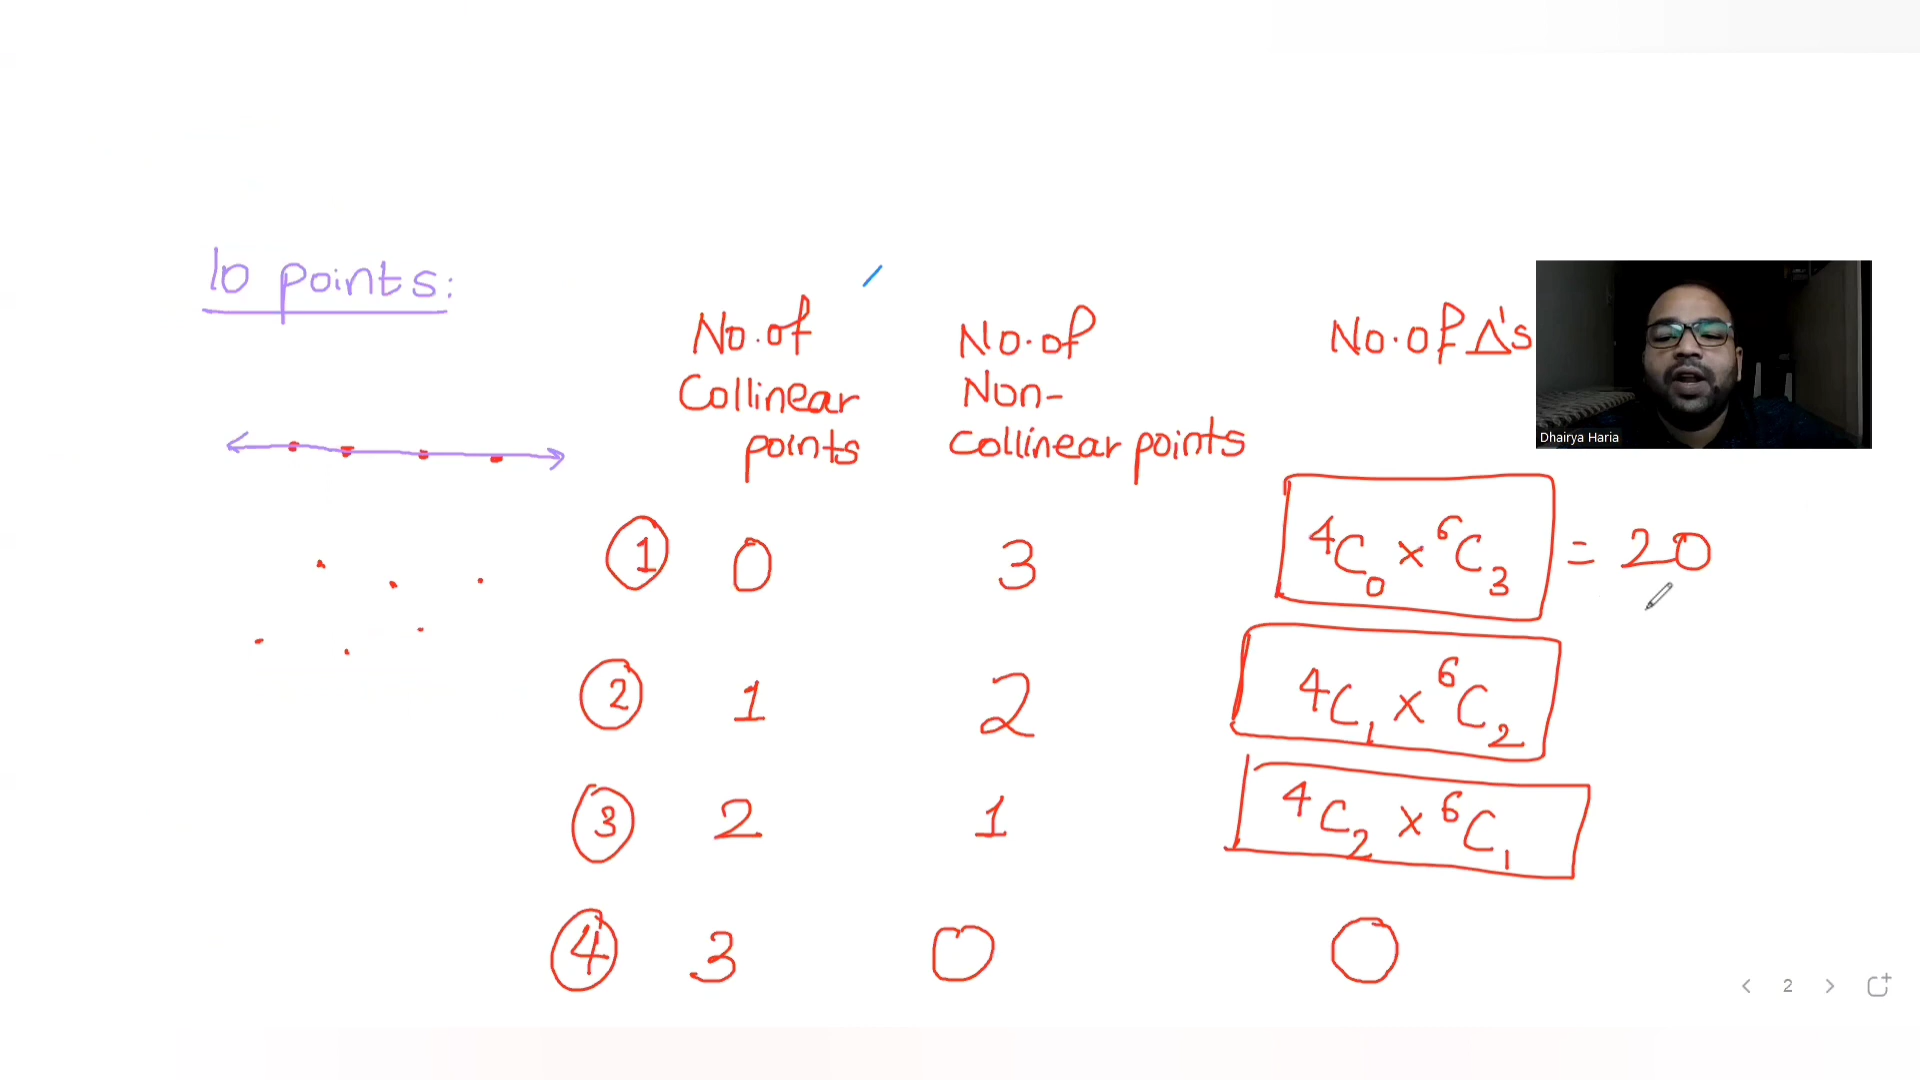 10 points:
No. of
Collinear
points
No. of
Non-
Collinear points
No. of Δ's
Dhairya Haria
① 0 3 ⁴C₀ × ⁶C₃ = 20
② 1 2 ⁴C₁ × ⁶C₂
③ 2 1 ⁴C₂ × ⁶C₁
④ 3 0 0
2